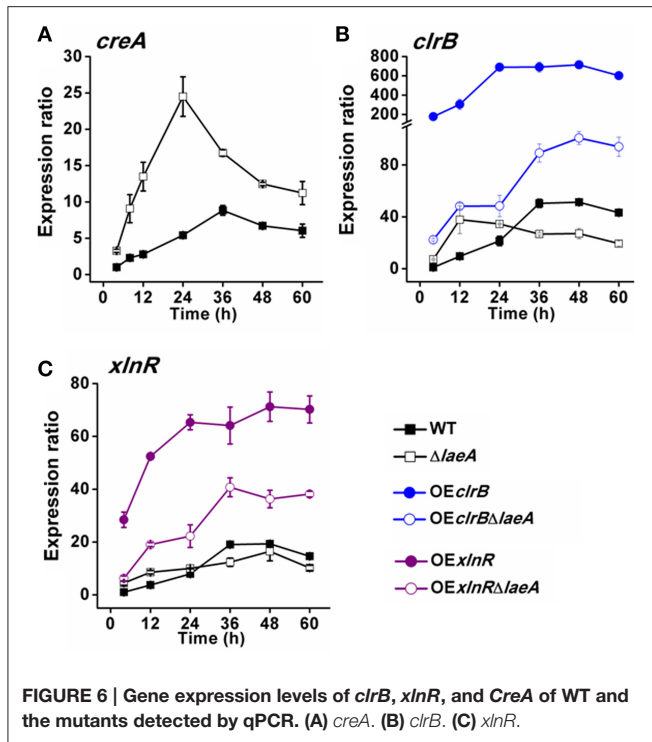 A
creA
Expression ratio
30
25
20
15
10
5
0
0 12 24 36 48 60
Time (h)
B
clrB
Expression ratio
800
600
400
200
80
40
0
0 12 24 36 48 60
Time (h)
C
xlnR
Expression ratio
80
60
40
20
0
0 12 24 36 48 60
Time (h)
WT
ΔlaeA
OEclrB
OEclrBΔlaeA
OExlnR
OExlnRΔlaeA
FIGURE 6 | Gene expression levels of clrB, xlnR, and CreA of WT and
the mutants detected by qPCR. (A) creA. (B) clrB. (C) xlnR.